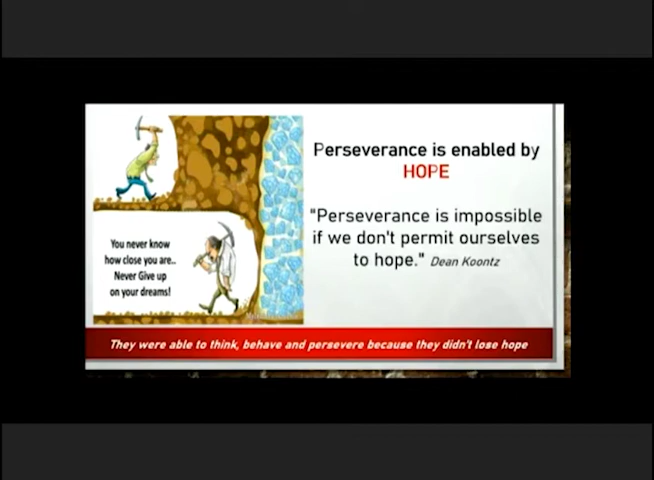 Perseverance is enabled by
HOPE
"Perseverance is impossible
if we don't permit ourselves
to hope." Dean Koontz
You never know
how close you are..
Never Give up
on your dreams!
They were able to think, behave and persevere because they didn't lose hope